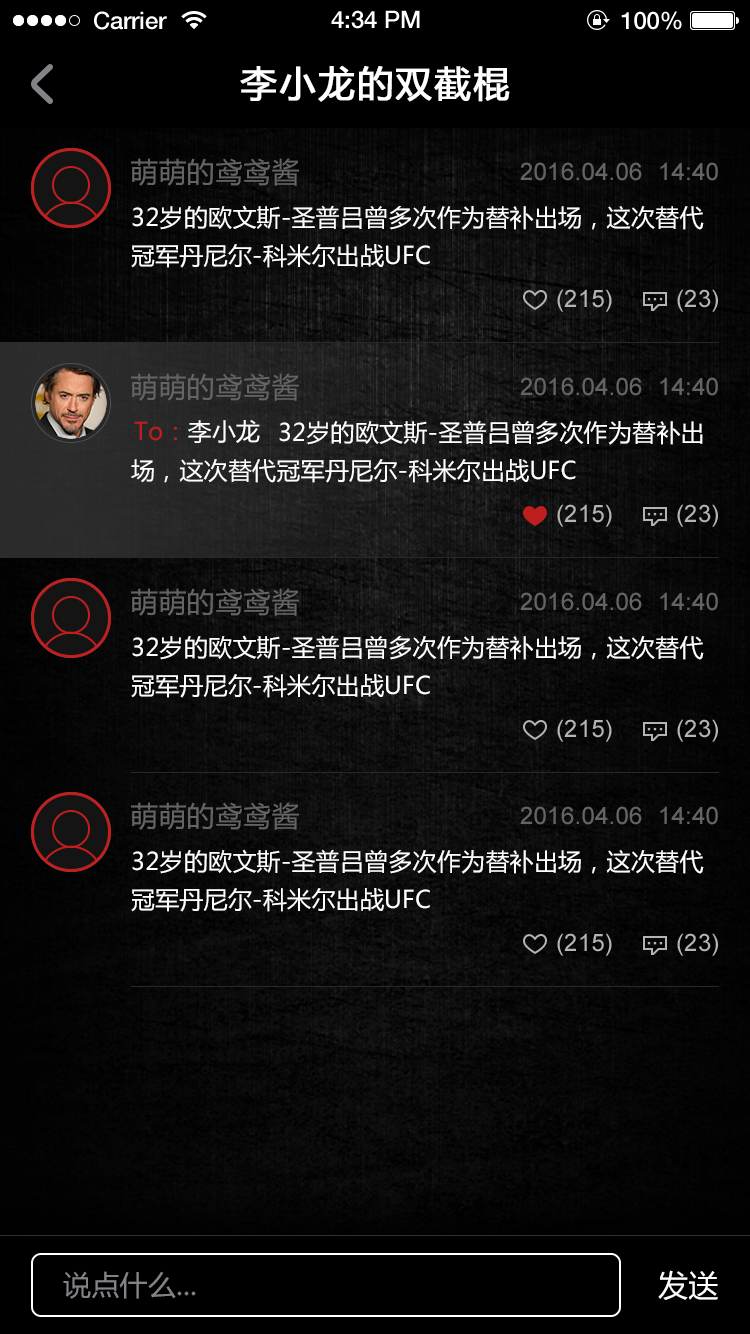 Carrier 4:34 PM 100%
李小龙的双截棍
萌萌的鸢鸢酱 2016.04.06 14:40
32岁的欧文斯-圣普吕曾多次作为替补出场，这次替代
冠军丹尼尔-科米尔出战UFC
(215) (23)
萌萌的鸢鸢酱 2016.04.06 14:40
To：李小龙 32岁的欧文斯-圣普吕曾多次作为替补出
场，这次替代冠军丹尼尔-科米尔出战UFC
(215) (23)
萌萌的鸢鸢酱 2016.04.06 14:40
32岁的欧文斯-圣普吕曾多次作为替补出场，这次替代
冠军丹尼尔-科米尔出战UFC
(215) (23)
萌萌的鸢鸢酱 2016.04.06 14:40
32岁的欧文斯-圣普吕曾多次作为替补出场，这次替代
冠军丹尼尔-科米尔出战UFC
(215) (23)
说点什么... 发送